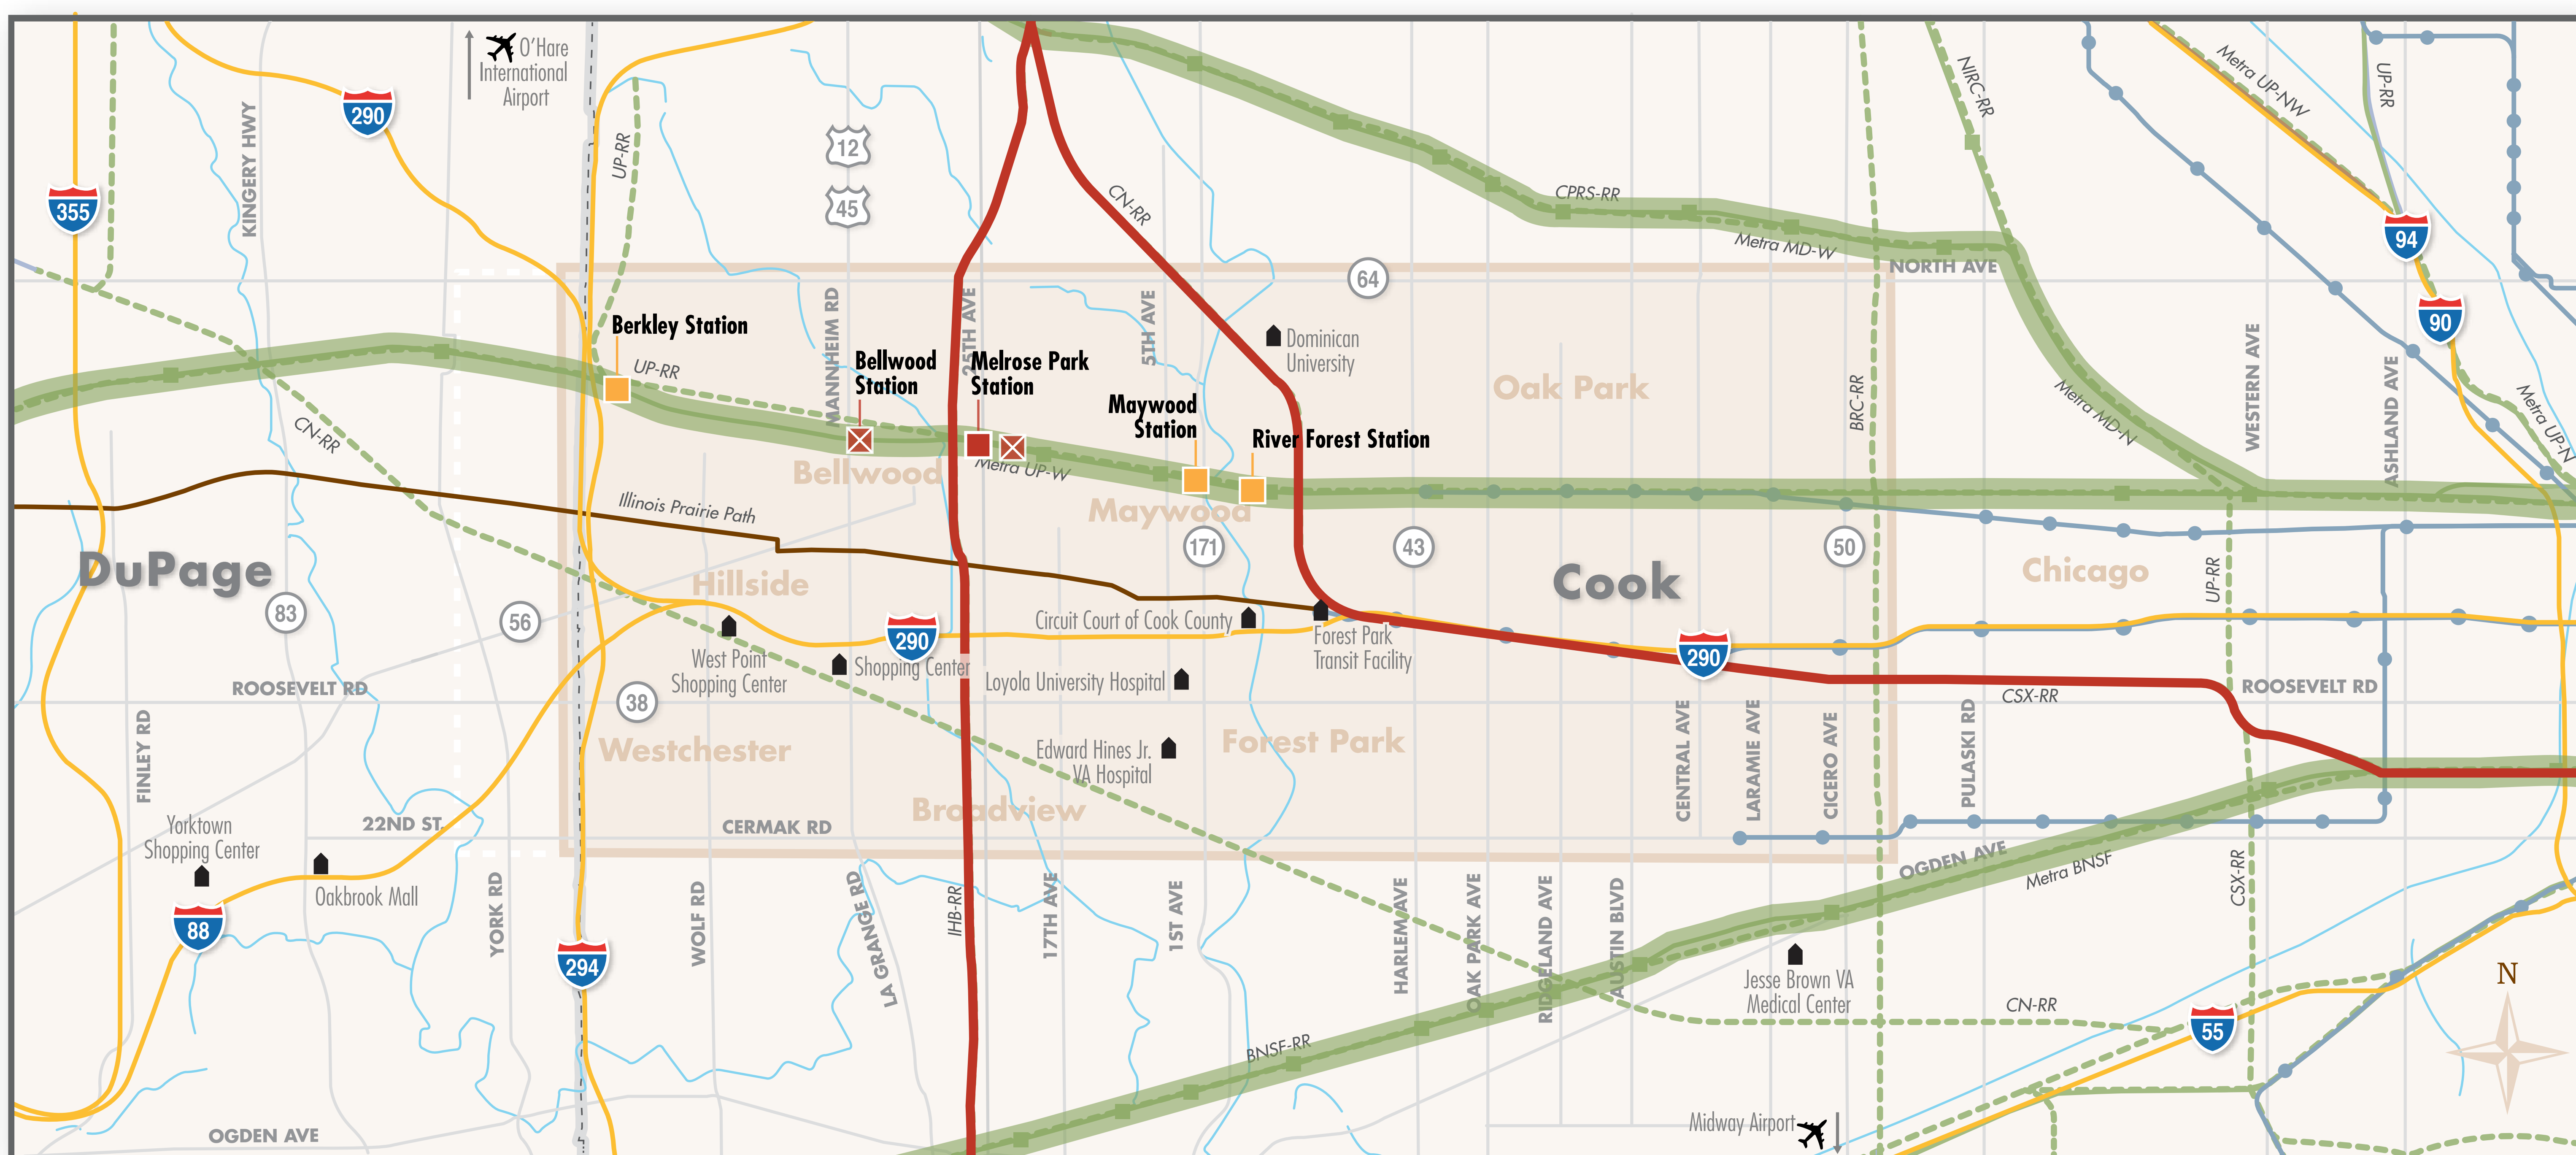 O'Hare
International
Airport
290
355
KINGERY HWY
UP-RR
12
45
CN-RR
CPRS-RR
Metra MD-W
NIRC-RR
Metra UP-NW
UP-RR
94
90
NORTH AVE
64
Berkley Station
UP-RR
MANNHEIM RD
Bellwood
Station
25TH AVE
Melrose Park
Station
5TH AVE
Maywood
Station
River Forest Station
Dominican
University
Oak Park
BRC-RR
Metra MD-N
WESTERN AVE
ASHLAND AVE
Metra UP-N
CN-RR
Bellwood
Metra UP-W
Maywood
Illinois Prairie Path
171
43
50
DuPage
Hillside
Cook
Chicago
UP-RR
83
56
290
Circuit Court of Cook County
Forest Park
Transit Facility
290
West Point
Shopping Center
Shopping Center
Loyola University Hospital
ROOSEVELT RD
38
CSX-RR
ROOSEVELT RD
FINLEY RD
Westchester
Edward Hines Jr.
VA Hospital
Forest Park
CENTRAL AVE
LARAMIE AVE
CICERO AVE
PULASKI RD
Broadview
22ND ST.
CERMAK RD
Yorktown
Shopping Center
Oakbrook Mall
88
YORK RD
294
WOLF RD
LA GRANGE RD
IHB-RR
17TH AVE
1ST AVE
HARLEM AVE
OAK PARK AVE
RIDGELAND AVE
AUSTIN BLVD
OGDEN AVE
Metra BNSF
CSX-RR
Jesse Brown VA
Medical Center
CN-RR
55
N
BNSF-RR
OGDEN AVE
Midway Airport